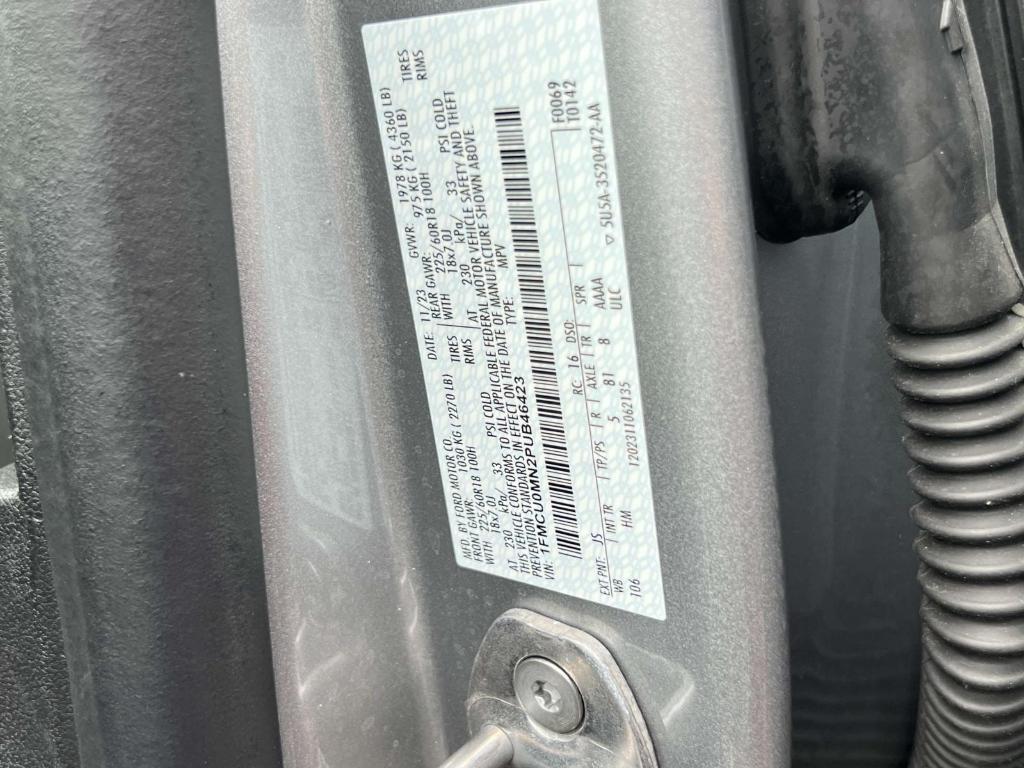 MFD. BY FORD MOTOR CO.
DATE: 11/23 GVWR: 1978 KG ( 4360 LB)
FRONT GAWR: 1030 KG ( 2270 LB) REAR GAWR: 975 KG ( 2150 LB)
WITH 225/60R18 100H TIRES WITH 225/60R18 100H TIRES
18x7.0J RIMS 18x7.0J RIMS
AT 230 kPa/ 33 PSI COLD AT 230 kPa/ 33 PSI COLD
THIS VEHICLE CONFORMS TO ALL APPLICABLE FEDERAL MOTOR VEHICLE SAFETY AND THEFT
PREVENTION STANDARDS IN EFFECT ON THE DATE OF MANUFACTURE SHOWN ABOVE.
VIN: 1FMCU0MN2PUB46423 TYPE: MPV
F0069
T0142
EXT PNT: JS RC: 16 DSO:
WB INT TR TP/PS R AXLE TR SPR
106 HM 5 81 8 AAAA
1202311062135 ULC
5U5A-3520472-AA